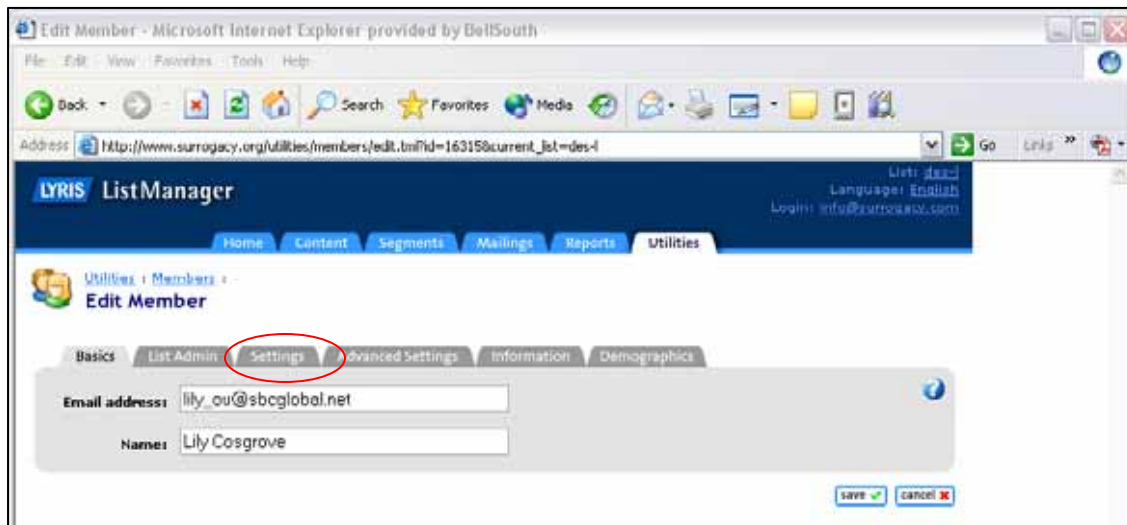 Edit Member - Microsoft Internet Explorer provided by BellSouth
File Edit View Favorites Tools Help
Back Search Favorites Media
Address http://www.surrogacy.org/utilities/members/edit.tml?id=163158&current_list=des-l Go Links »
LYRIS ListManager
List: des-l
Language: English
Login: info@surrogacy.com
Home Content Segments Mailings Reports Utilities
Utilities : Members :
Edit Member
Basics List Admin Settings Advanced Settings Information Demographics
Email address: lily_ou@sbcglobal.net
Name: Lily Cosgrove
save cancel